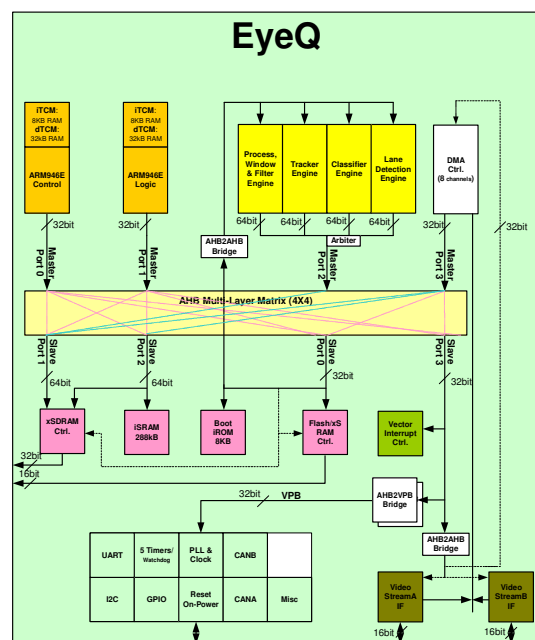 EyeQ
iTCM:
8KB RAM
dTCM:
32kB RAM
iTCM:
8KB RAM
dTCM:
32kB RAM
ARM946E
Control
ARM946E
Logic
Process,
Window
& Filter
Engine
Tracker
Engine
Classifier
Engine
Lane
Detection
Engine
DMA
Ctrl.
(8 channels)
32bit
32bit
64bit
64bit
64bit
64bit
32bit
32bit
AHB2AHB
Bridge
Arbiter
Master
Port 0
Master
Port 1
Master
Port 2
Master
Port 3
AHB Multi-Layer Matrix (4X4)
Slave
Port 1
Slave
Port 2
Slave
Port 0
Slave
Port 3
64bit
64bit
32bit
32bit
xSDRAM
Ctrl.
iSRAM
288kB
Boot
iROM
8KB
Flash/xS
RAM
Ctrl.
Vector
Interrupt
Ctrl.
32bit
16bit
32bit
VPB
AHB2VPB
Bridge
AHB2AHB
Bridge
UART
5 Timers/
Watchdog
PLL &
Clock
CANB
I2C
GPIO
Reset
On-Power
CANA
Misc
Video
StreamA
IF
Video
StreamB
IF
16bit
16bit